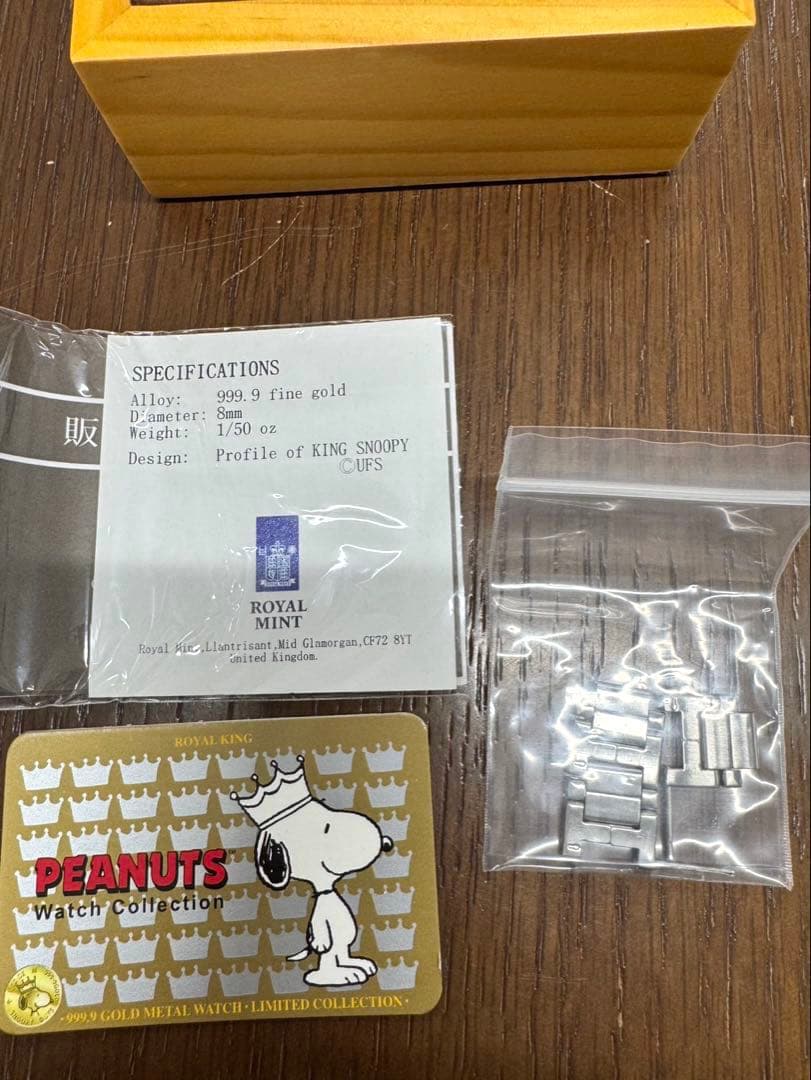 SPECIFICATIONS
Alloy: 999.9 fine gold
Diameter: 8mm
Weight: 1/50 oz
Design: Profile of KING SNOOPY
©UFS
販
ROYAL
MINT
Royal Mint,Llantrisant,Mid Glamorgan,CF72 8YT
United Kingdom.
ROYAL KING
PEANUTS™
Watch Collection
·999.9 GOLD METAL WATCH · LIMITED COLLECTION·